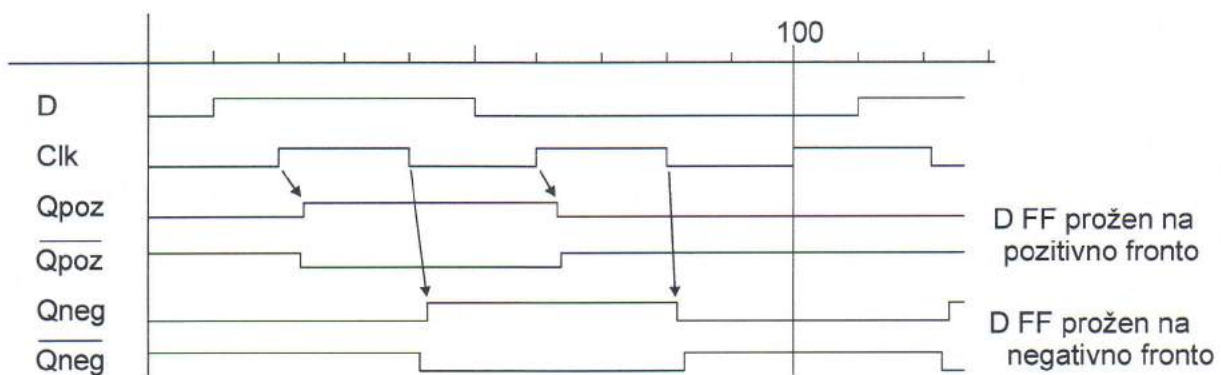 100
D
Clk
Qpoz
Qpoz
Qneg
Qneg
D FF prožen na
pozitivno fronto
D FF prožen na
negativno fronto